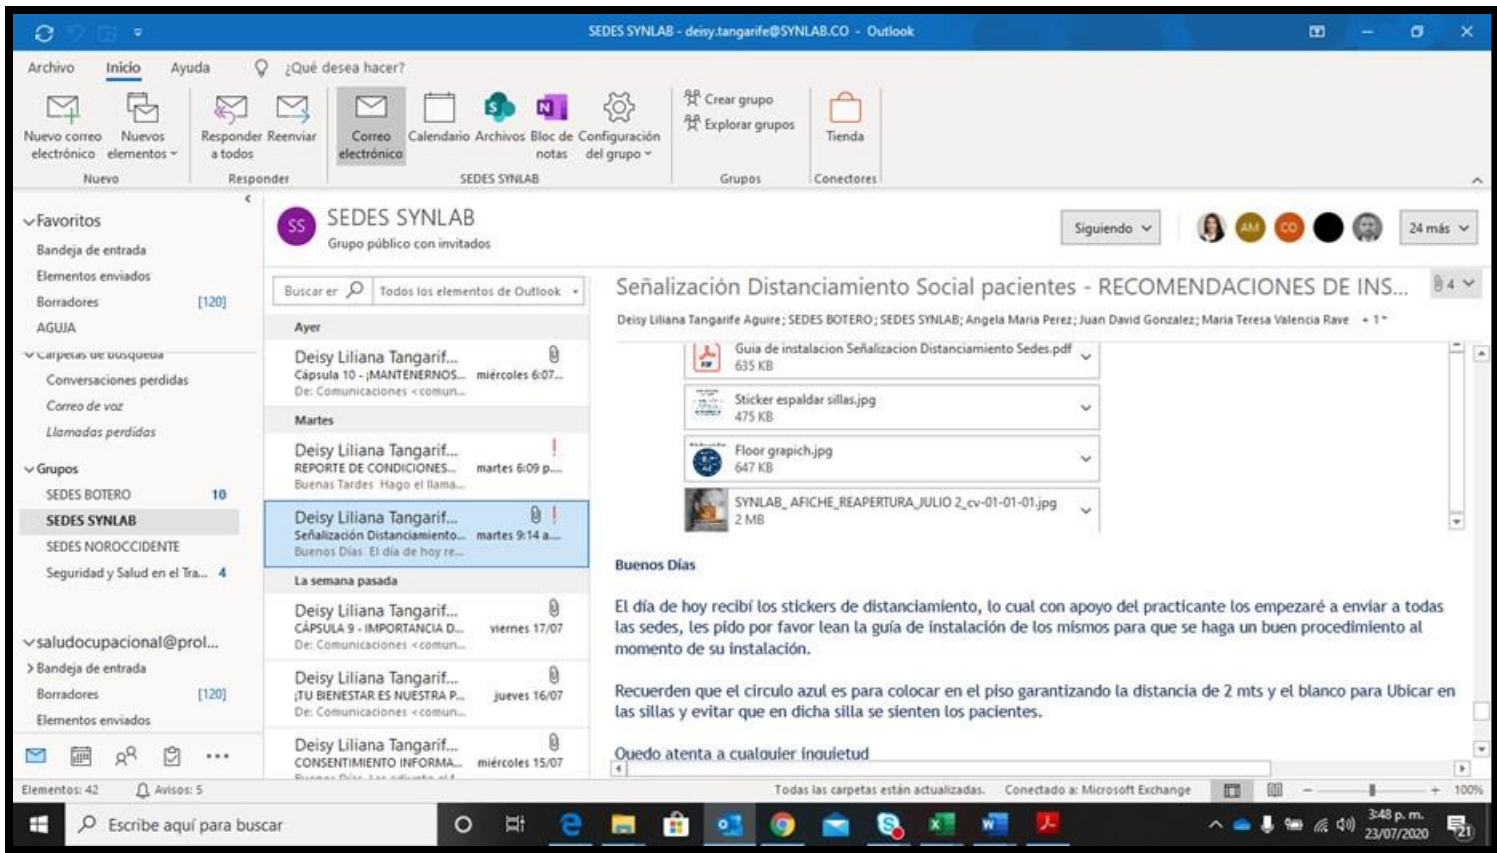 SEDES SYNLAB - deisy.tangarife@SYNLAB.CO - Outlook
Archivo Inicio Ayuda ¿Qué desea hacer?
Nuevo correo electrónico
Nuevos elementos
Responder a todos
Reenviar
Correo electrónico
Calendario
Archivos
Bloc de notas
Configuración del grupo
Crear grupo
Explorar grupos
Tienda
Nuevo
Responder
SEDES SYNLAB
Grupos
Conectores
Favoritos
Bandeja de entrada
Elementos enviados
Borradores [120]
AGUJA
Carpetas de búsqueda
Conversaciones perdidas
Correo de voz
Llamadas perdidas
Grupos
SEDES BOTERO 10
SEDES SYNLAB
SEDES NOROCCIDENTE
Seguridad y Salud en el Tra... 4
saludocupacional@prol...
Bandeja de entrada
Borradores [120]
Elementos enviados
SS
SEDES SYNLAB
Grupo público con invitados
Siguiendo
AM
CO
24 más
Buscar er
Todos los elementos de Outlook
Ayer
Deisy Liliana Tangarif...
Cápsula 10 - ¡MANTENERNOS... miércoles 6:07...
De: Comunicaciones <comun...
Martes
Deisy Liliana Tangarif... !
REPORTE DE CONDICIONES... martes 6:09 p....
Buenas Tardes Hago el llama...
Deisy Liliana Tangarif... !
Señalización Distanciamiento... martes 9:14 a....
Buenos Días El día de hoy re...
La semana pasada
Deisy Liliana Tangarif...
CÁPSULA 9 - IMPORTANCIA D... viernes 17/07
De: Comunicaciones <comun...
Deisy Liliana Tangarif...
¡TU BIENESTAR ES NUESTRA P... jueves 16/07
De: Comunicaciones <comun...
Deisy Liliana Tangarif...
CONSENTIMIENTO INFORMA... miércoles 15/07
Señalización Distanciamiento Social pacientes - RECOMENDACIONES DE INS...
4
Deisy Liliana Tangarife Aguire; SEDES BOTERO; SEDES SYNLAB; Angela Maria Perez; Juan David Gonzalez; Maria Teresa Valencia Rave + 1
PDF
Guia de instalacion Señalizacion Distanciamiento Sedes.pdf
635 KB
Sticker espaldar sillas.jpg
475 KB
Floor grapich.jpg
647 KB
SYNLAB_ AFICHE_REAPERTURA_JULIO 2_cv-01-01-01.jpg
2 MB
Buenos Días
El día de hoy recibí los stickers de distanciamiento, lo cual con apoyo del practicante los empezaré a enviar a todas
las sedes, les pido por favor lean la guía de instalación de los mismos para que se haga un buen procedimiento al
momento de su instalación.
Recuerden que el circulo azul es para colocar en el piso garantizando la distancia de 2 mts y el blanco para Ubicar en
las sillas y evitar que en dicha silla se sienten los pacientes.
Quedo atenta a cualquier inquietud
Elementos: 42 Avisos: 5
Todas las carpetas están actualizadas. Conectado a: Microsoft Exchange
100%
Escribe aquí para buscar
3:48 p. m.
23/07/2020
21